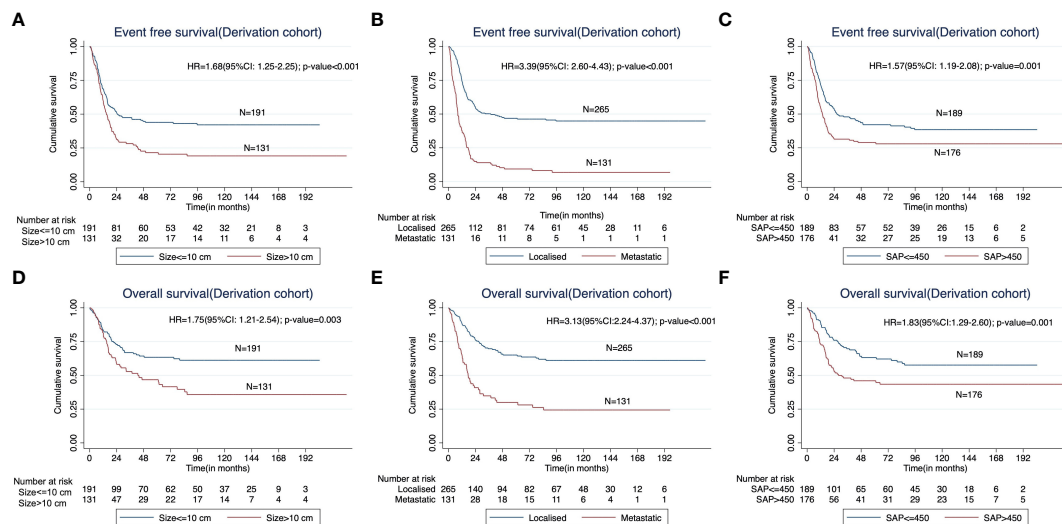 A
Event free survival(Derivation cohort)
HR=1.68(95%CI: 1.25-2.25); p-value<0.001
N=191
N=131
Cumulative survival
0.00 0.25 0.50 0.75 1.00
0 24 48 72 96 120 144 168 192
Time(in months)
Number at risk
Size<=10 cm 191 81 60 53 42 32 21 8 3
Size>10 cm 131 32 20 17 14 11 6 4 4
Size<=10 cm Size>10 cm
B
Event free survival(Derivation cohort)
HR=3.39(95%CI: 2.60-4.43); p-value<0.001
N=265
N=131
Cumulative survival
0.00 0.25 0.50 0.75 1.00
0 24 48 72 96 120 144 168 192
Time(in months)
Number at risk
Localised 265 112 81 74 61 45 28 11 6
Metastatic 131 16 11 8 5 1 1 1 1
Localised Metastatic
C
Event free survival(Derivation cohort)
HR=1.57(95%CI: 1.19-2.08); p-value=0.001
N=189
N=176
Cumulative survival
0.00 0.25 0.50 0.75 1.00
0 24 48 72 96 120 144 168 192
Time(in months)
Number at risk
SAP<=450 189 83 57 52 39 26 15 6 2
SAP>450 176 41 32 27 25 19 13 6 5
SAP<=450 SAP>450
D
Overall survival(Derivation cohort)
HR=1.75(95%CI: 1.21-2.54); p-value=0.003
N=191
N=131
Cumulative survival
0.00 0.25 0.50 0.75 1.00
0 24 48 72 96 120 144 168 192
Time(in months)
Number at risk
Size<=10 cm 191 99 70 62 50 37 25 9 3
Size>10 cm 131 47 29 22 17 14 7 4 4
Size<=10 cm Size>10 cm
E
Overall survival(Derivation cohort)
HR=3.13(95%CI:2.24-4.37); p-value<0.001
N=265
N=131
Cumulative survival
0.00 0.25 0.50 0.75 1.00
0 24 48 72 96 120 144 168 192
Time(in months)
Number at risk
Localised 265 140 94 82 67 48 30 12 6
Metastatic 131 28 18 15 11 6 4 1 1
Localised Metastatic
F
Overall survival(Derivation cohort)
HR=1.83(95%CI:1.29-2.60); p-value=0.001
N=189
N=176
Cumulative survival
0.00 0.25 0.50 0.75 1.00
0 24 48 72 96 120 144 168 192
Time(in months)
Number at risk
SAP<=450 189 101 65 60 45 30 18 6 2
SAP>450 176 56 41 31 29 23 15 7 5
SAP<=450 SAP>450